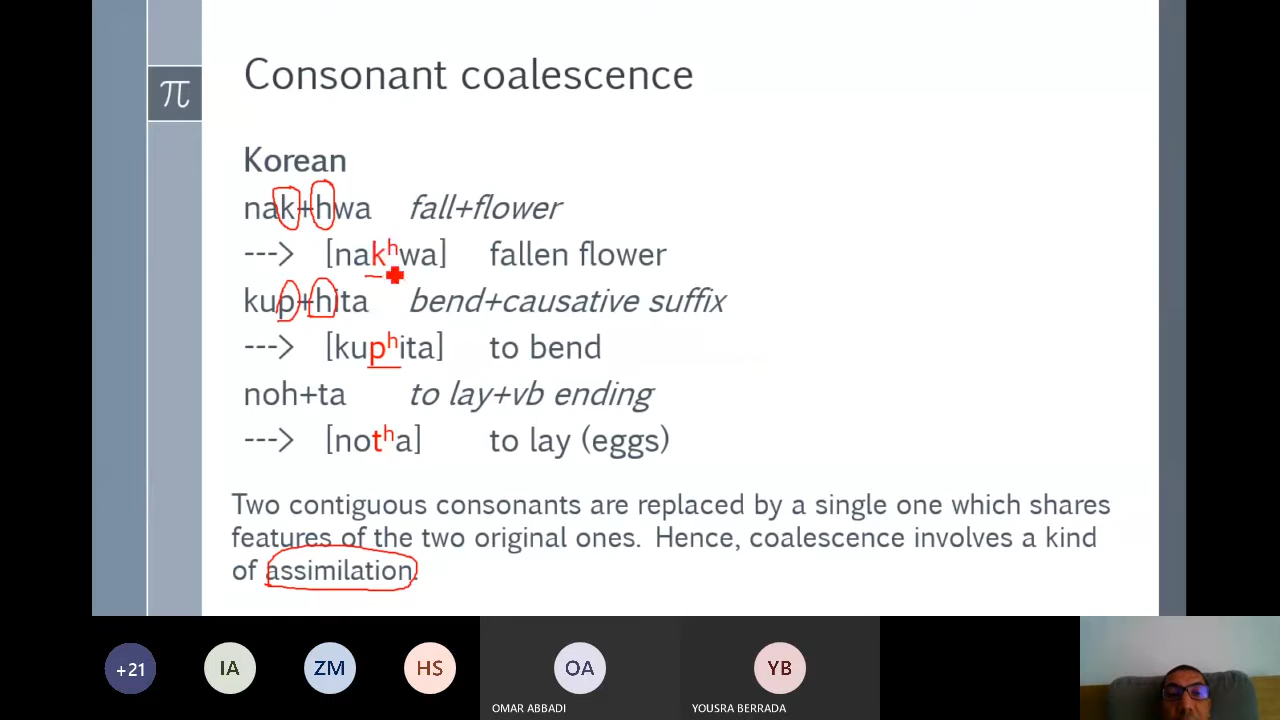 π
Consonant coalescence
Korean
nak+hwa fall+flower
---> [nakʰwa] fallen flower
kup+hita bend+causative suffix
---> [kupʰita] to bend
noh+ta to lay+vb ending
---> [notʰa] to lay (eggs)
Two contiguous consonants are replaced by a single one which shares
features of the two original ones. Hence, coalescence involves a kind
of assimilation.
+21 IA ZM HS OA YB
OMAR ABBADI YOUSRA BERRADA